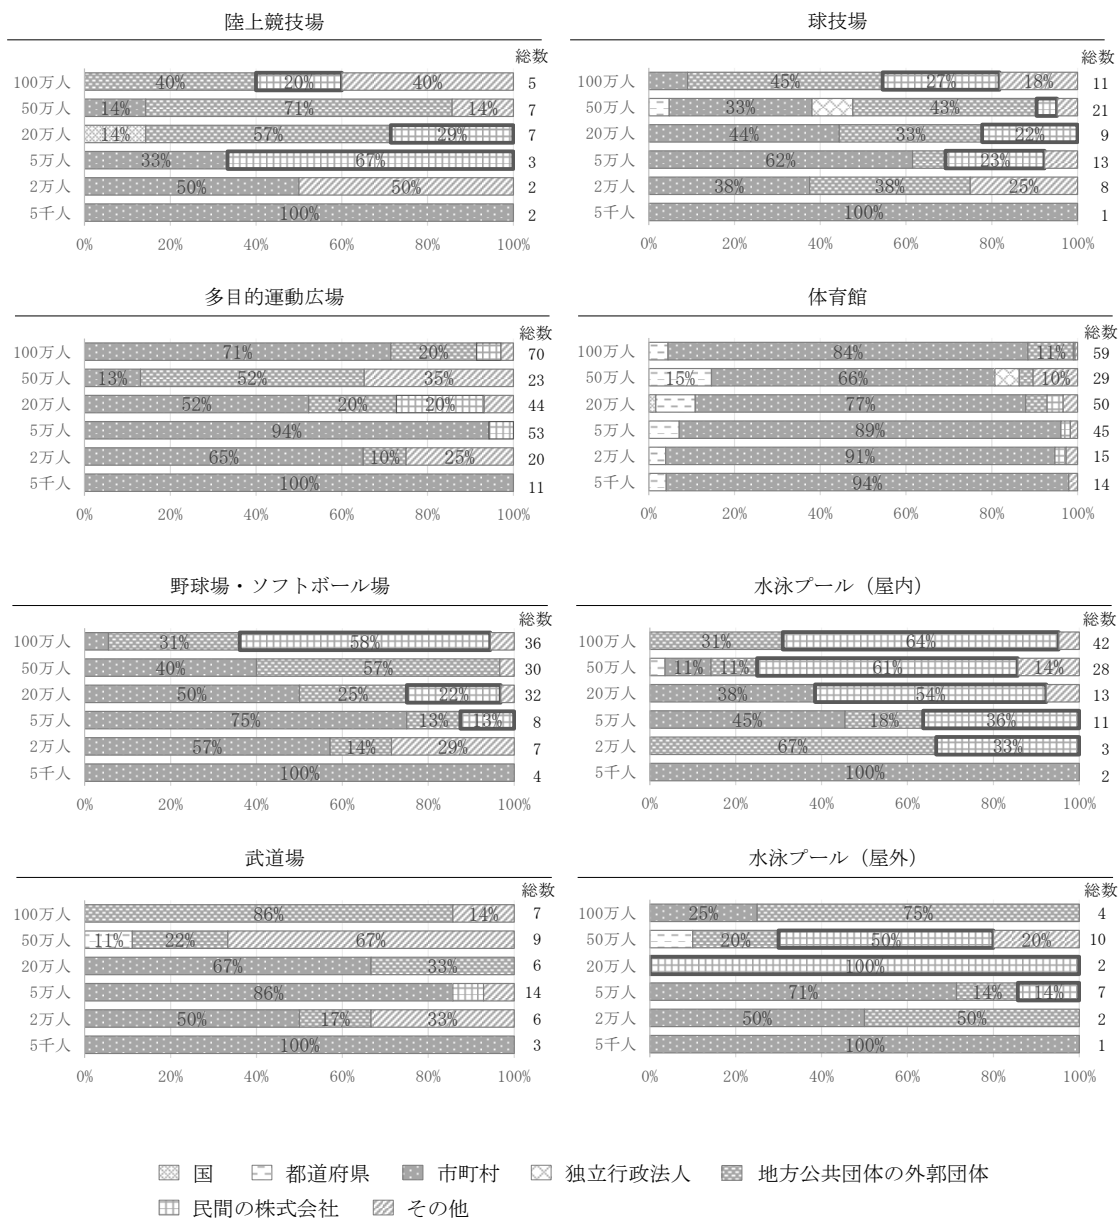 陸上競技場
総数
100万人 40% 20% 40% 5
50万人 14% 71% 14% 7
20万人 14% 57% 29% 7
5万人 33% 67% 3
2万人 50% 50% 2
5千人 100% 2
0% 20% 40% 60% 80% 100%
球技場
総数
100万人 45% 27% 18% 11
50万人 33% 43% 21
20万人 44% 33% 22% 9
5万人 62% 23% 13
2万人 38% 38% 25% 8
5千人 100% 1
0% 20% 40% 60% 80% 100%
多目的運動広場
総数
100万人 71% 20% 70
50万人 13% 52% 35% 23
20万人 52% 20% 20% 44
5万人 94% 53
2万人 65% 10% 25% 20
5千人 100% 11
0% 20% 40% 60% 80% 100%
体育館
総数
100万人 84% 11% 59
50万人 15% 66% 10% 29
20万人 77% 50
5万人 89% 45
2万人 91% 15
5千人 94% 14
0% 20% 40% 60% 80% 100%
野球場・ソフトボール場
総数
100万人 31% 58% 36
50万人 40% 57% 30
20万人 50% 25% 22% 32
5万人 75% 13% 13% 8
2万人 57% 14% 29% 7
5千人 100% 4
0% 20% 40% 60% 80% 100%
水泳プール（屋内）
総数
100万人 31% 64% 42
50万人 11% 11% 61% 14% 28
20万人 38% 54% 13
5万人 45% 18% 36% 11
2万人 67% 33% 3
5千人 100% 2
0% 20% 40% 60% 80% 100%
武道場
総数
100万人 86% 14% 7
50万人 11% 22% 67% 9
20万人 67% 33% 6
5万人 86% 14
2万人 50% 17% 33% 6
5千人 100% 3
0% 20% 40% 60% 80% 100%
水泳プール（屋外）
総数
100万人 25% 75% 4
50万人 20% 50% 20% 10
20万人 100% 2
5万人 71% 14% 14% 7
2万人 50% 50% 2
5千人 100% 1
0% 20% 40% 60% 80% 100%
国 都道府県 市町村 独立行政法人 地方公共団体の外郭団体
民間の株式会社 その他